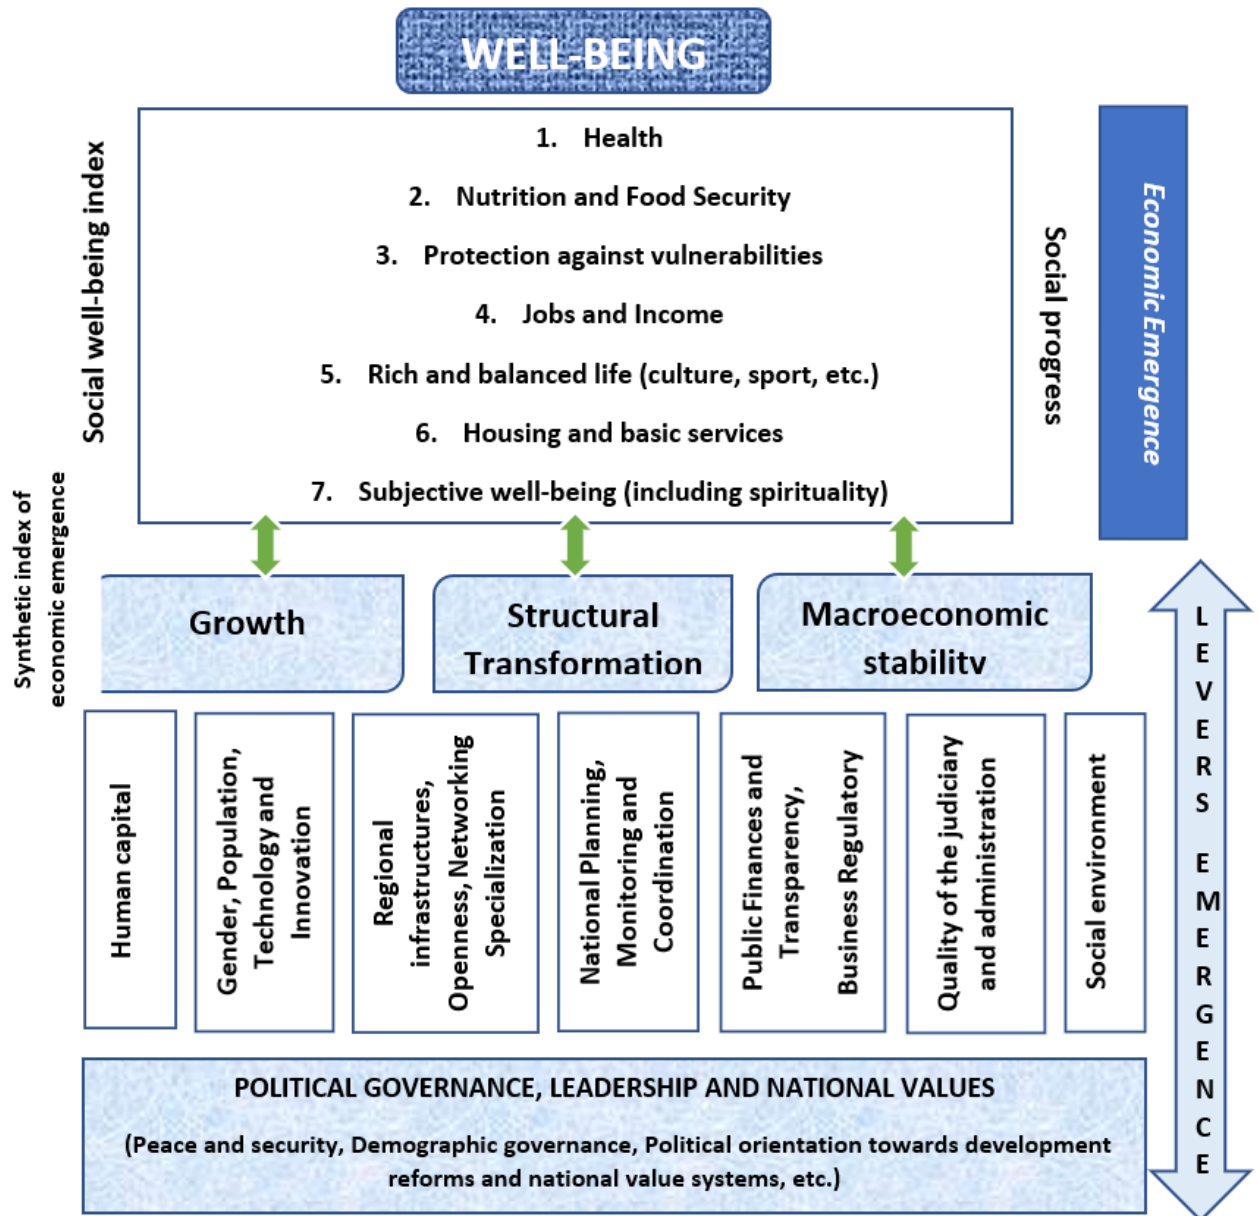 WELL-BEING
Social well-being index
1. Health
2. Nutrition and Food Security
3. Protection against vulnerabilities
4. Jobs and Income
5. Rich and balanced life (culture, sport, etc.)
6. Housing and basic services
7. Subjective well-being (including spirituality)
Social progress
Economic Emergence
Synthetic index of
economic emergence
Growth
Structural
Transformation
Macroeconomic
stability
Human capital
Gender, Population,
Technology and
Innovation
Regional
infrastructures,
Openness, Networking
Specialization
National Planning,
Monitoring and
Coordination
Public Finances and
Transparency,
Business Regulatory
Quality of the judiciary
and administration
Social environment
LEVERS EMERGENCE
POLITICAL GOVERNANCE, LEADERSHIP AND NATIONAL VALUES
(Peace and security, Demographic governance, Political orientation towards development
reforms and national value systems, etc.)